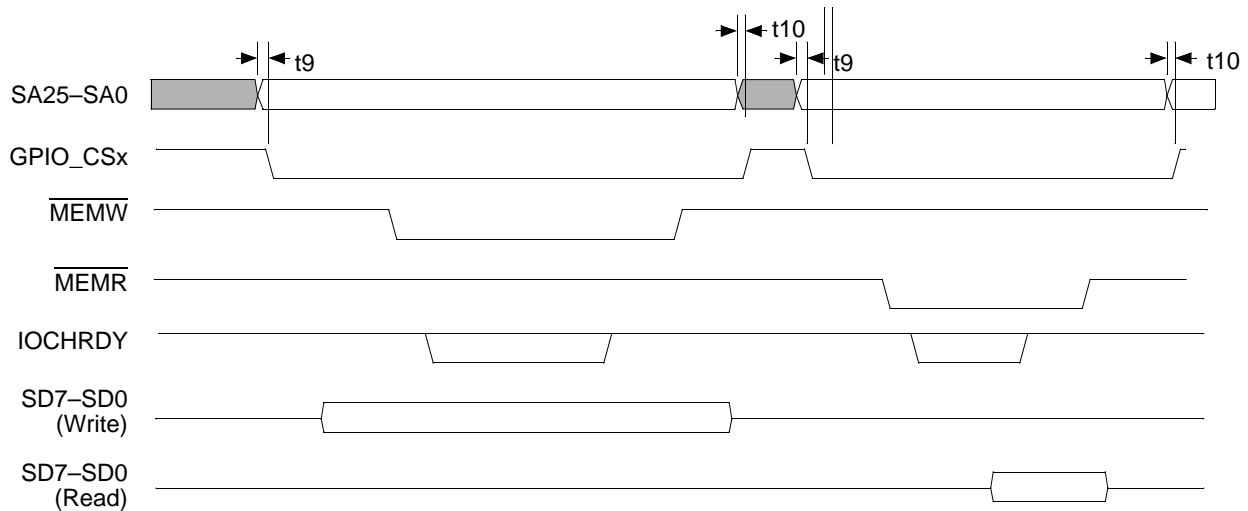 t10
t9
t9
t10
SA25–SA0
GPIO_CSx
MEMW
MEMR
IOCHRDY
SD7–SD0
(Write)
SD7–SD0
(Read)